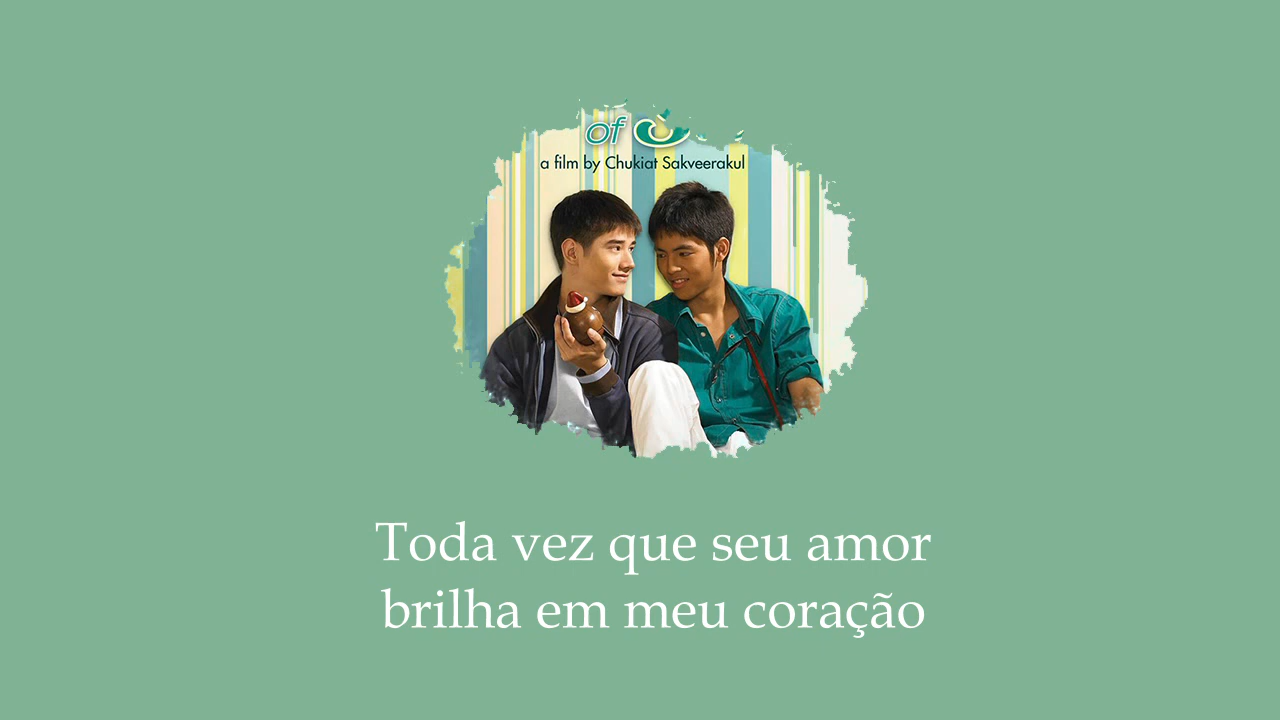 of
a film by Chukiat Sakveerakul
Toda vez que seu amor
brilha em meu coração